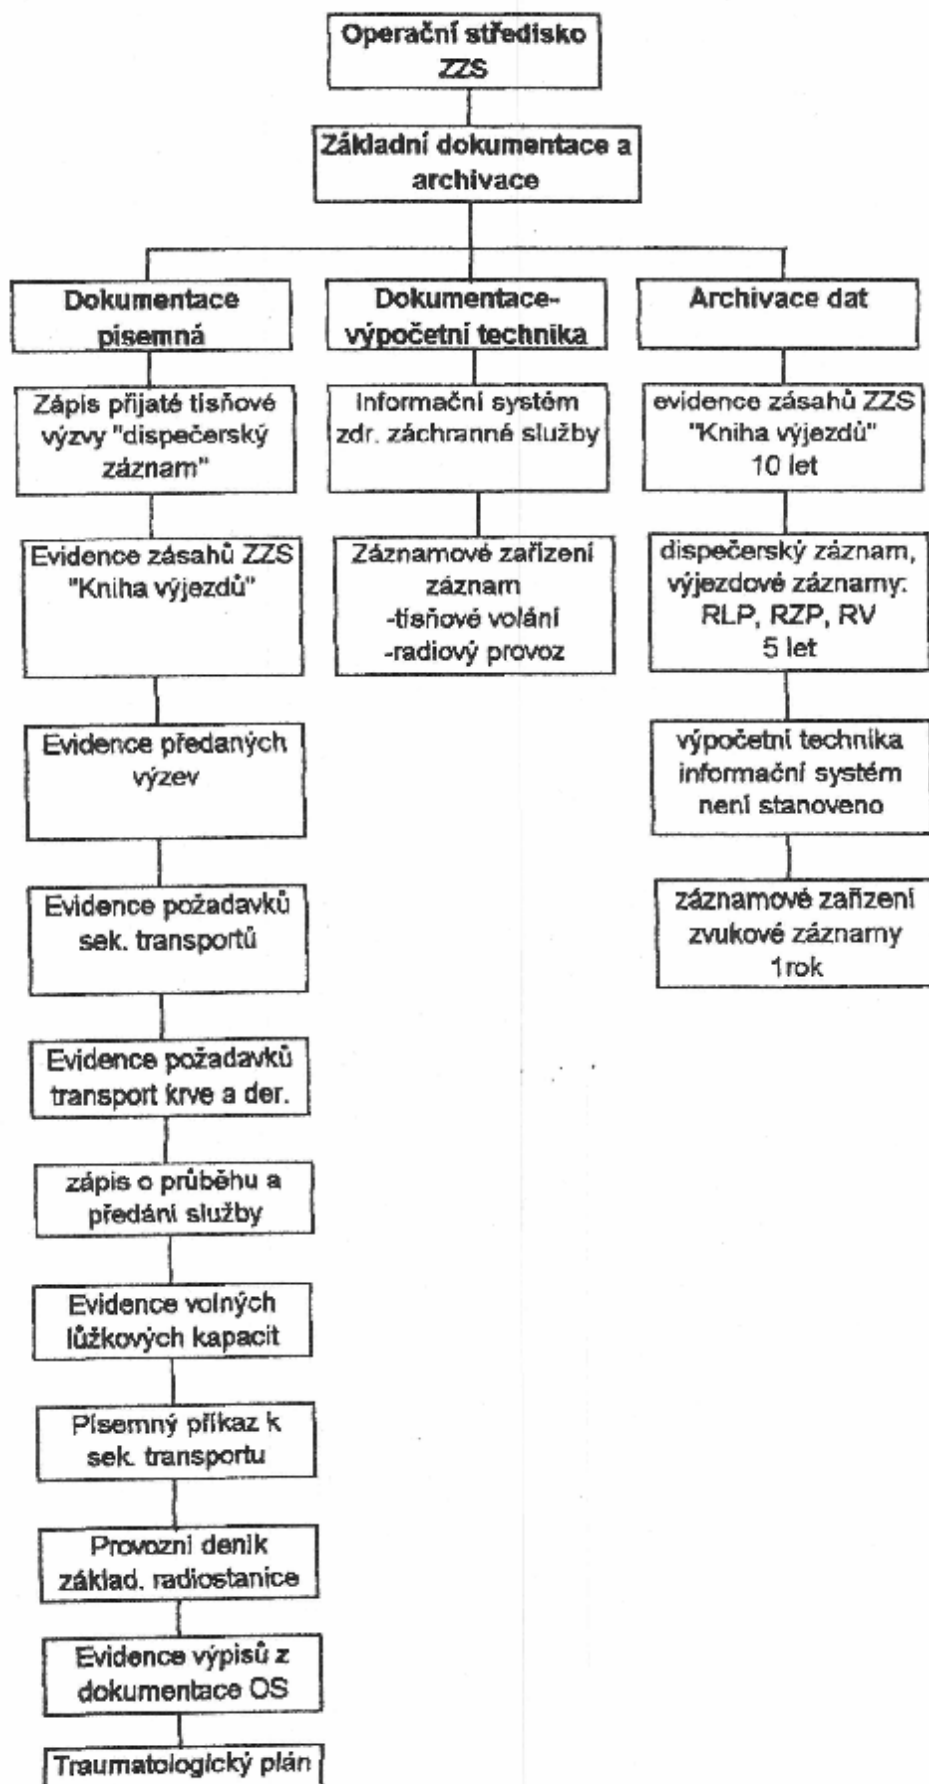 Operační středisko
ZZS
Základní dokumentace a
archivace
Dokumentace
písemná
Zápis přijaté tísňové
výzvy "dispečerský
záznam"
Evidence zásahů ZZS
"Kniha výjezdů"
Evidence předaných
výzev
Evidence požadavků
sek. transportů
Evidence požadavků
transport krve a der.
zápis o průběhu a
předání služby
Evidence volných
lůžkových kapacit
Písemný příkaz k
sek. transportu
Provozní deník
základ. radiostanice
Evidence výpisů z
dokumentace OS
Traumatologický plán
Dokumentace-
výpočetní technika
Informační systém
zdr. záchranné služby
Záznamové zařízení
záznam
-tísňové volání
-radiový provoz
Archivace dat
evidence zásahů ZZS
"Kniha výjezdů"
10 let
dispečerský záznam,
výjezdové záznamy:
RLP, RZP, RV
5 let
výpočetní technika
informační systém
není stanoveno
záznamové zařízení
zvukové záznamy
1rok